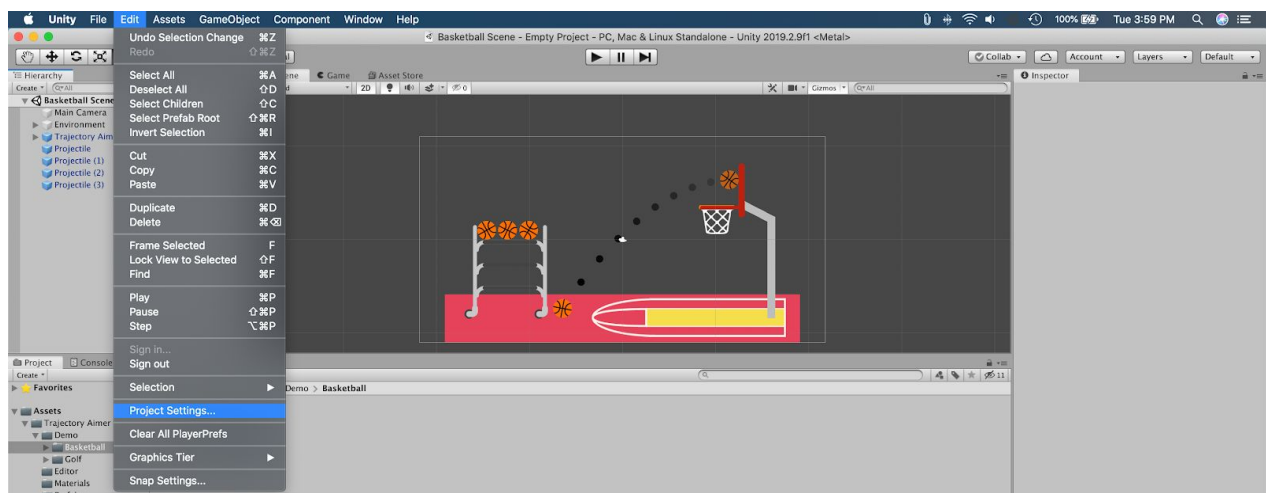 Unity File Edit Assets GameObject Component Window Help 100% Tue 3:59 PM
Basketball Scene - Empty Project - PC, Mac & Linux Standalone - Unity 2019.2.9f1 <Metal>
Collab Account Layers Default
Hierarchy
Create All
Basketball Scene
Main Camera
Environment
Trajectory Aim
Projectile
Projectile (1)
Projectile (2)
Projectile (3)
Undo Selection Change ⌘Z
Redo ⇧⌘Z
Select All ⌘A
Deselect All ⇧D
Select Children ⇧C
Select Prefab Root ⇧⌘R
Invert Selection ⌘I
Cut ⌘X
Copy ⌘C
Paste ⌘V
Duplicate ⌘D
Delete ⌘⌫
Frame Selected F
Lock View to Selected ⇧F
Find ⌘F
Play ⌘P
Pause ⇧⌘P
Step ⌥⌘P
Sign in...
Sign out
Selection
Project Settings...
Clear All PlayerPrefs
Graphics Tier
Snap Settings...
ene Game Asset Store
d 2D 0 Gizmos All
Inspector
Project Console
Create 11
Favorites
Demo > Basketball
Assets
Trajectory Aimer
Demo
Basketball
Golf
Editor
Materials